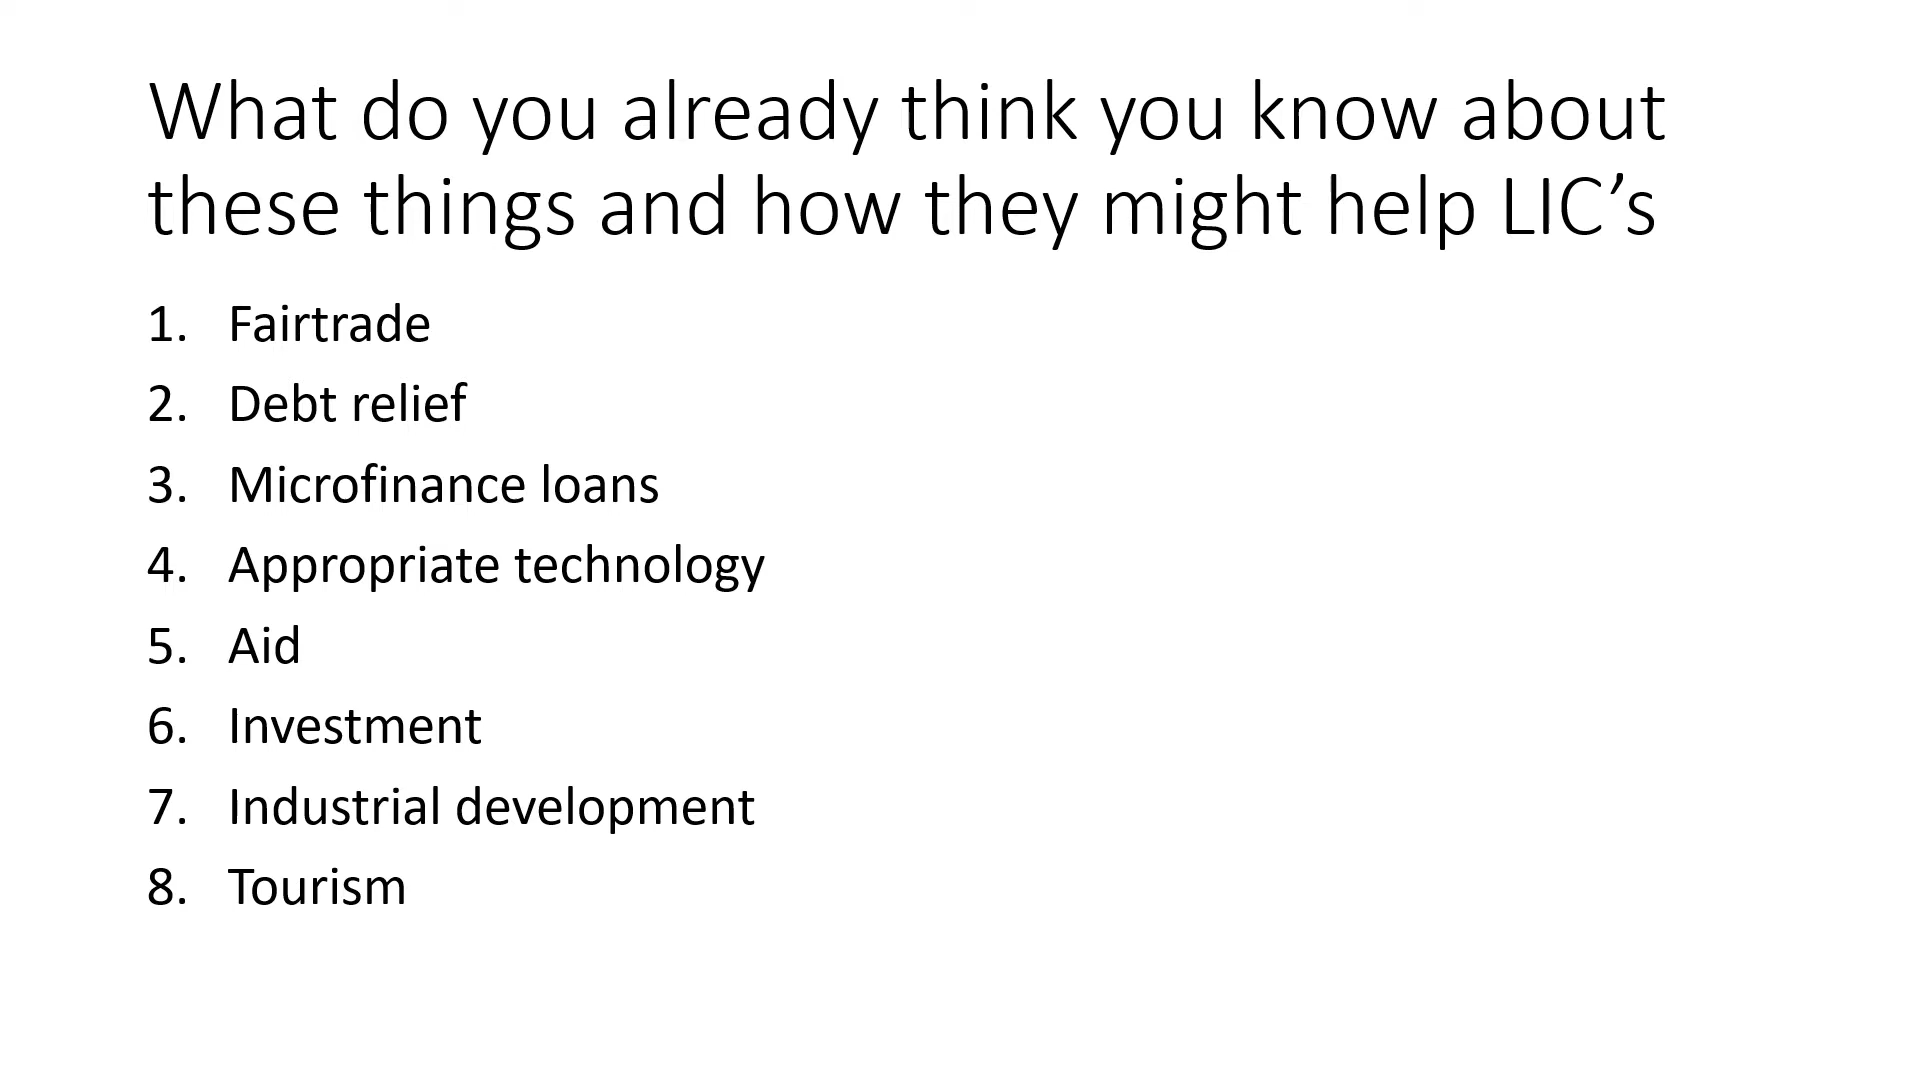 What do you already think you know about
these things and how they might help LIC’s
1. Fairtrade
2. Debt relief
3. Microfinance loans
4. Appropriate technology
5. Aid
6. Investment
7. Industrial development
8. Tourism